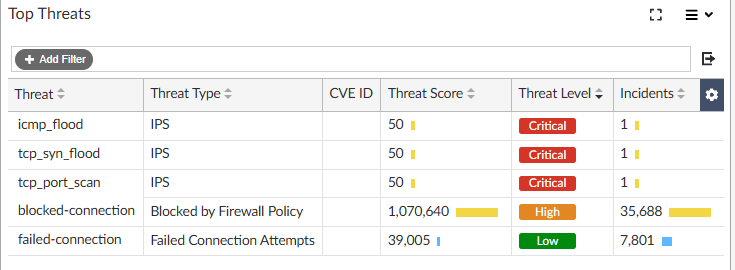 Top Threats
Add Filter
Threat Threat Type CVE ID Threat Score Threat Level Incidents
icmp_flood IPS 50 Critical 1
tcp_syn_flood IPS 50 Critical 1
tcp_port_scan IPS 50 Critical 1
blocked-connection Blocked by Firewall Policy 1,070,640 High 35,688
failed-connection Failed Connection Attempts 39,005 Low 7,801